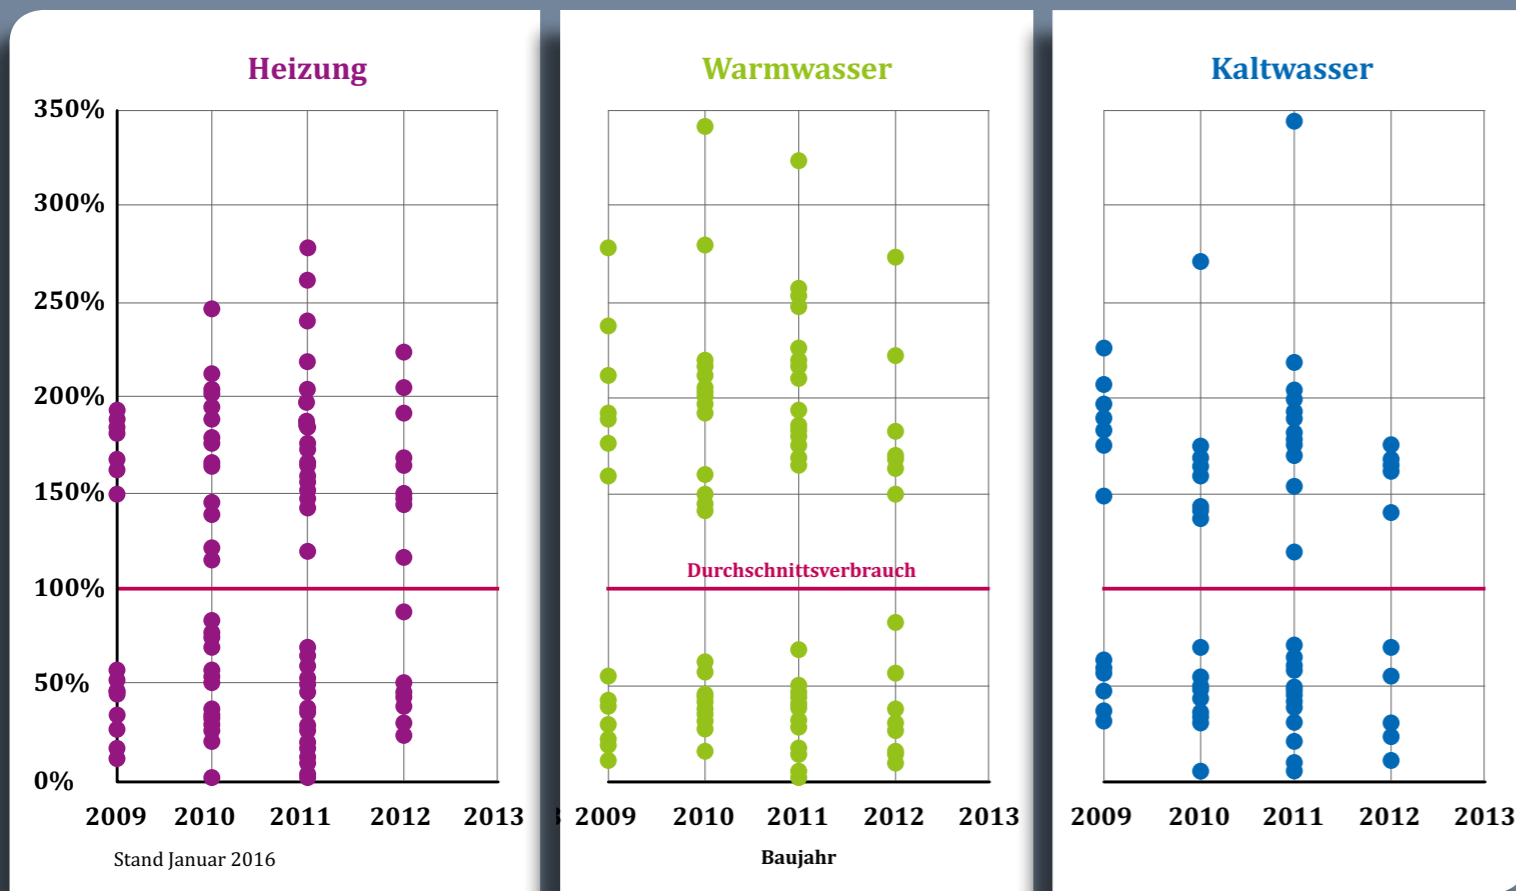 Heizung
Warmwasser
Kaltwasser
350%
300%
250%
200%
150%
100%
50%
0%
Durchschnittsverbrauch
2009 2010 2011 2012 2013
2009 2010 2011 2012 2013
2009 2010 2011 2012 2013
Stand Januar 2016
Baujahr